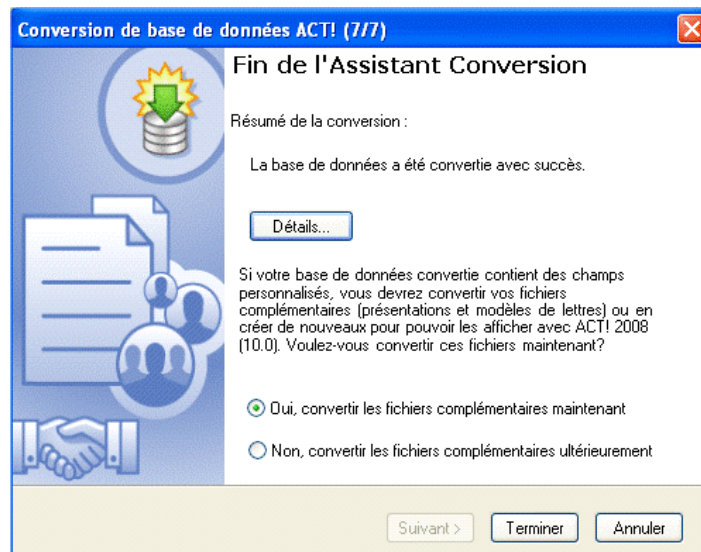 Conversion de base de données ACT! (7/7)
Fin de l'Assistant Conversion
Résumé de la conversion :
La base de données a été convertie avec succès.
Détails...
Si votre base de données convertie contient des champs
personnalisés, vous devrez convertir vos fichiers
complémentaires (présentations et modèles de lettres) ou en
créer de nouveaux pour pouvoir les afficher avec ACT! 2008
(10.0). Voulez-vous convertir ces fichiers maintenant?
Oui, convertir les fichiers complémentaires maintenant
Non, convertir les fichiers complémentaires ultérieurement
Suivant >
Terminer
Annuler